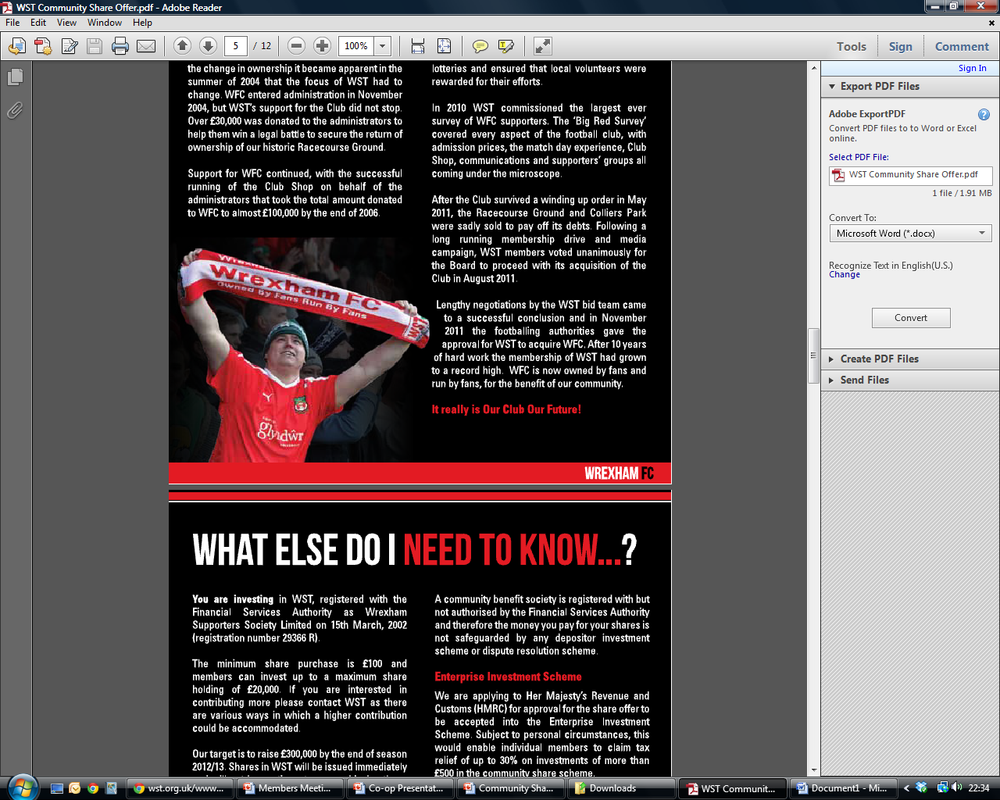 WST Community Share Offer.pdf - Adobe Reader
File Edit View Window Help
5 / 12 100% Tools Sign Comment
Sign In
Export PDF Files
Adobe ExportPDF
Convert PDF files to to Word or Excel
online.
Select PDF File:
WST Community Share Offer.pdf
1 file / 1.91 MB
Convert To:
Microsoft Word (*.docx)
Recognize Text in English(U.S.)
Change
Convert
Create PDF Files
Send Files
the change in ownership it became apparent in the
summer of 2004 that the focus of WST had to
change. WFC entered administration in November
2004, but WST's support for the Club did not stop.
Over £30,000 was donated to the administrators to
help them win a legal battle to secure the return of
ownership of our historic Racecourse Ground.
Support for WFC continued, with the successful
running of the Club Shop on behalf of the
administrators that took the total amount donated
to WFC to almost £100,000 by the end of 2006.
Wrexham FC
Owned By Fans Run By Fans
glyndŵr
lotteries and ensured that local volunteers were
rewarded for their efforts.
In 2010 WST commissioned the largest ever
survey of WFC supporters. The 'Big Red Survey'
covered every aspect of the football club, with
admission prices, the match day experience, Club
Shop, communications and supporters' groups all
coming under the microscope.
After the Club survived a winding up order in May
2011, the Racecourse Ground and Colliers Park
were sadly sold to pay off its debts. Following a
long running membership drive and media
campaign, WST members voted unanimously for
the Board to proceed with its acquisition of the
Club in August 2011.
Lengthy negotiations by the WST bid team came
to a successful conclusion and in November
2011 the footballing authorities gave the
approval for WST to acquire WFC. After 10 years
of hard work the membership of WST had grown
to a record high. WFC is now owned by fans and
run by fans, for the benefit of our community.
It really is Our Club Our Future!
WREXHAM FC
WHAT ELSE DO I NEED TO KNOW...?
You are investing in WST, registered with the
Financial Services Authority as Wrexham
Supporters Society Limited on 15th March, 2002
(registration number 29366 R).
The minimum share purchase is £100 and
members can invest up to a maximum share
holding of £20,000. If you are interested in
contributing more please contact WST as there
are various ways in which a higher contribution
could be accommodated.
Our target is to raise £300,000 by the end of season
2012/13. Shares in WST will be issued immediately
A community benefit society is registered with but
not authorised by the Financial Services Authority
and therefore the money you pay for your shares is
not safeguarded by any depositor investment
scheme or dispute resolution scheme.
Enterprise Investment Scheme
We are applying to Her Majesty's Revenue and
Customs (HMRC) for approval for the share offer to
be accepted into the Enterprise Investment
Scheme. Subject to personal circumstances, this
would enable individual members to claim tax
relief of up to 30% on investments of more than
£500 in the community share scheme.
wst.org.uk/www... Members Meeti... Co-op Presentat... Community Sha... Downloads WST Communit... Document1 - Mi... 22:34